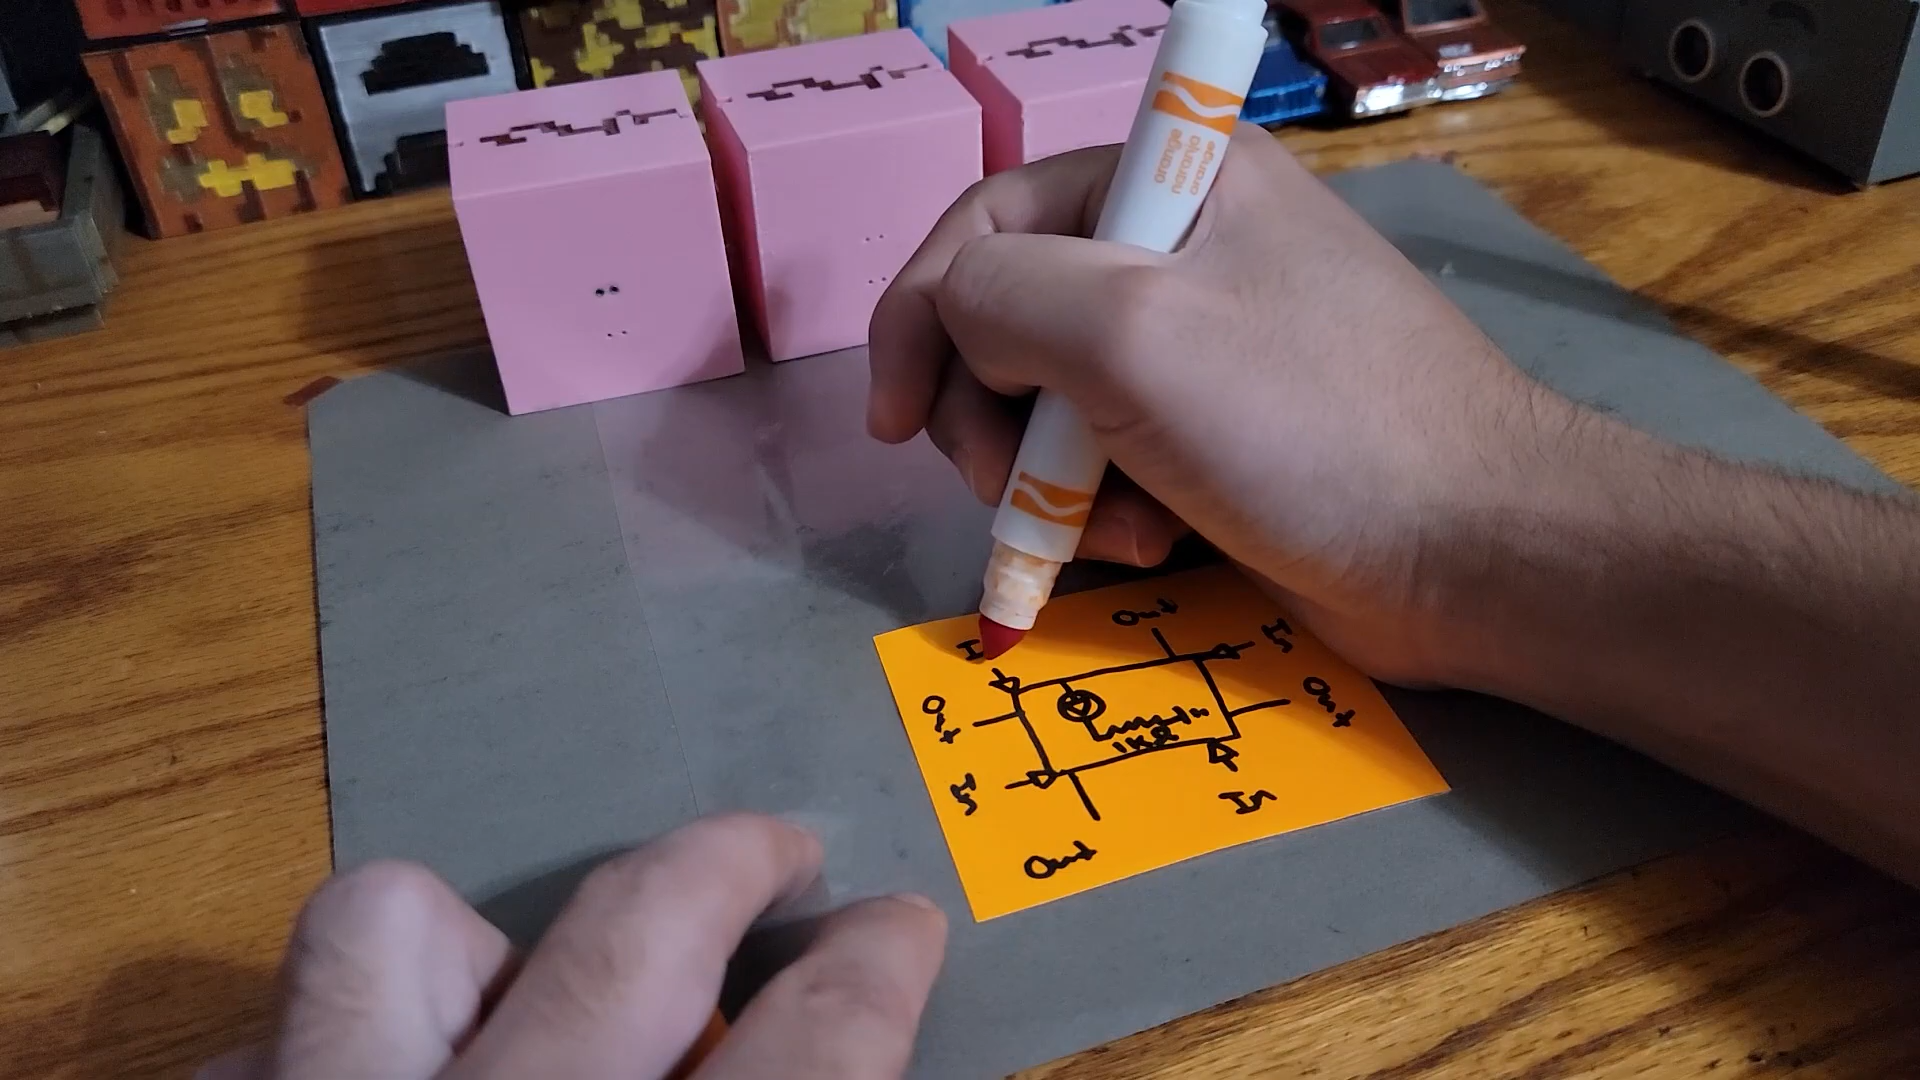 orange
naranja
orange
Out
In
Out
Out
1KΩ
In
In
Out